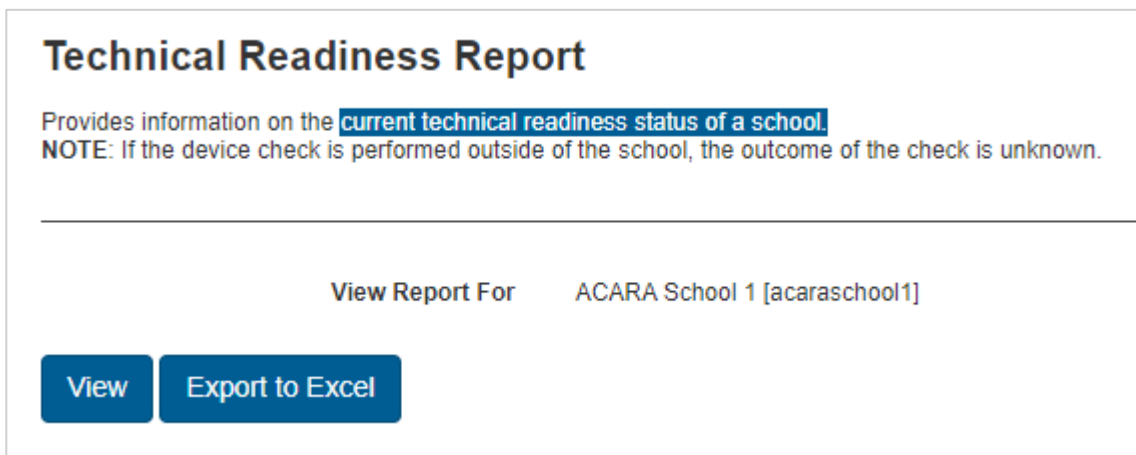 Technical Readiness Report
Provides information on the current technical readiness status of a school.
NOTE: If the device check is performed outside of the school, the outcome of the check is unknown.
View Report For ACARA School 1 [acaraschool1]
View Export to Excel